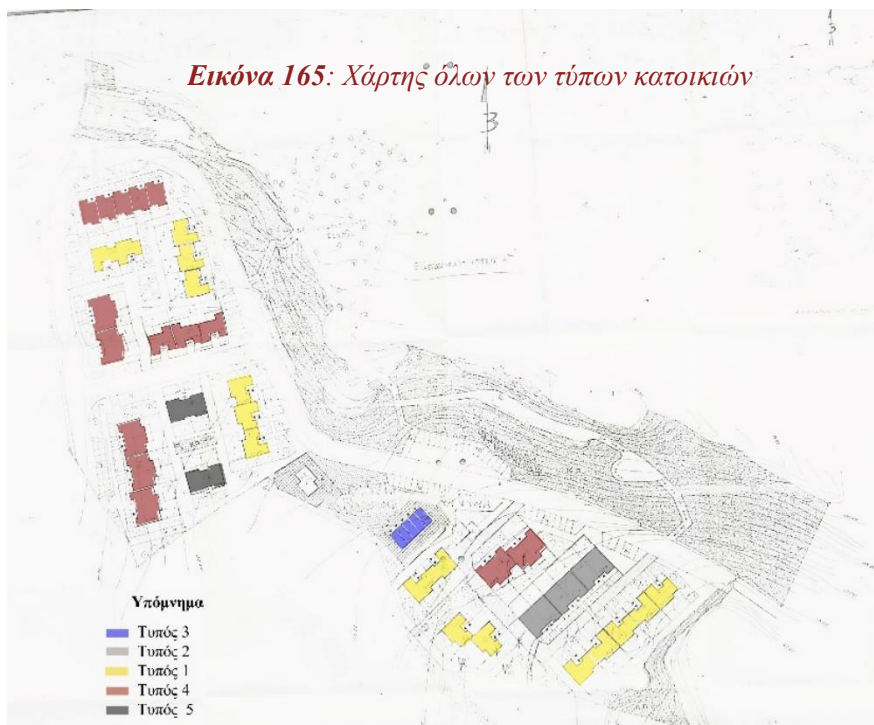 Εικόνα 165: Χάρτης όλων των τύπων κατοικιών
Υπόμνημα
Τυπός 3
Τυπός 2
Τυπός 1
Τυπός 4
Τυπός 5